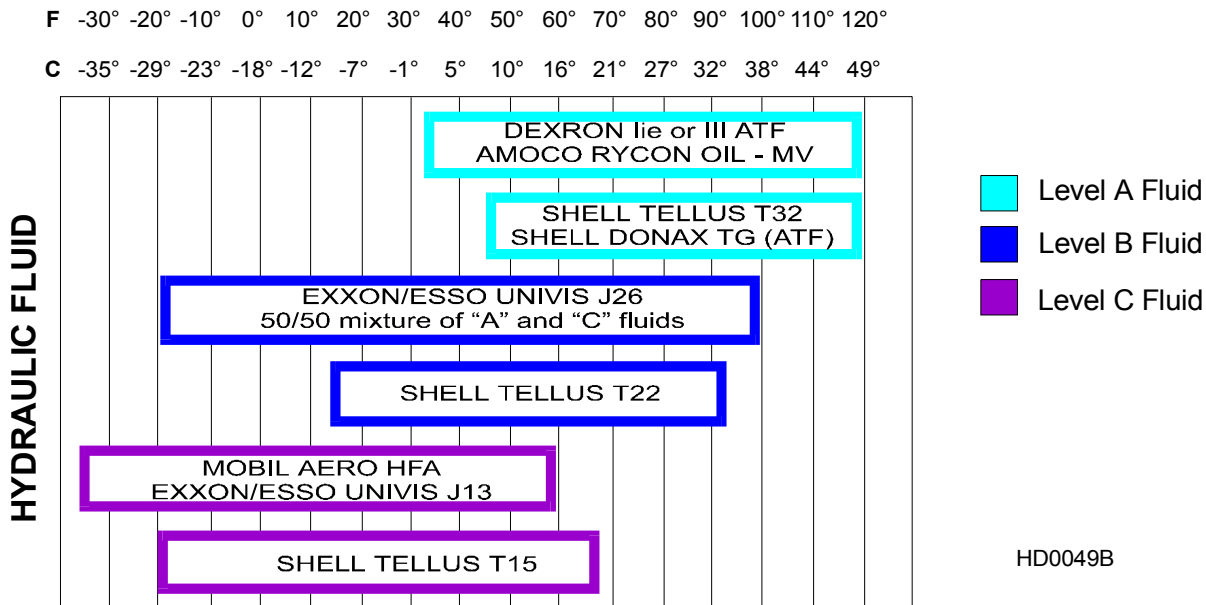 F -30° -20° -10° 0° 10° 20° 30° 40° 50° 60° 70° 80° 90° 100° 110° 120°
C -35° -29° -23° -18° -12° -7° -1° 5° 10° 16° 21° 27° 32° 38° 44° 49°
HYDRAULIC FLUID
DEXRON IIe or III ATF
AMOCO RYCON OIL - MV
SHELL TELLUS T32
SHELL DONAX TG (ATF)
EXXON/ESSO UNIVIS J26
50/50 mixture of “A” and “C” fluids
SHELL TELLUS T22
MOBIL AERO HFA
EXXON/ESSO UNIVIS J13
SHELL TELLUS T15
Level A Fluid
Level B Fluid
Level C Fluid
HD0049B